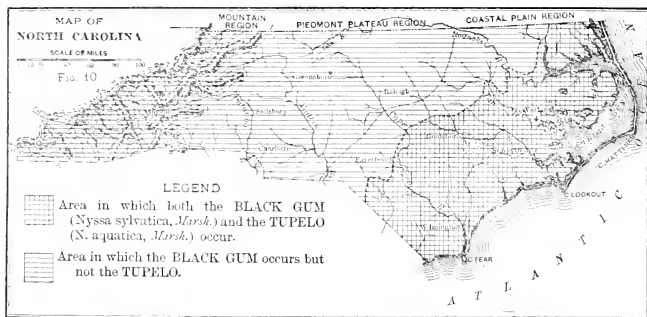 MAP OF
NORTH CAROLINA
SCALE OF MILES
Fig. 10
MOUNTAIN
REGION
PIEDMONT PLATEAU REGION
COASTAL PLAIN REGION
Greensboro
Raleigh
Salisbury
Charlotte
Fayetteville
Wilmington
C. HATTERAS
C. LOOKOUT
C. FEAR
ATLANTIC
LEGEND
Area in which both the BLACK GUM
(Nyssa sylvatica, Marsh.) and the TUPELO
(N. aquatica, Marsh.) occur.
Area in which the BLACK GUM occurs but
not the TUPELO.